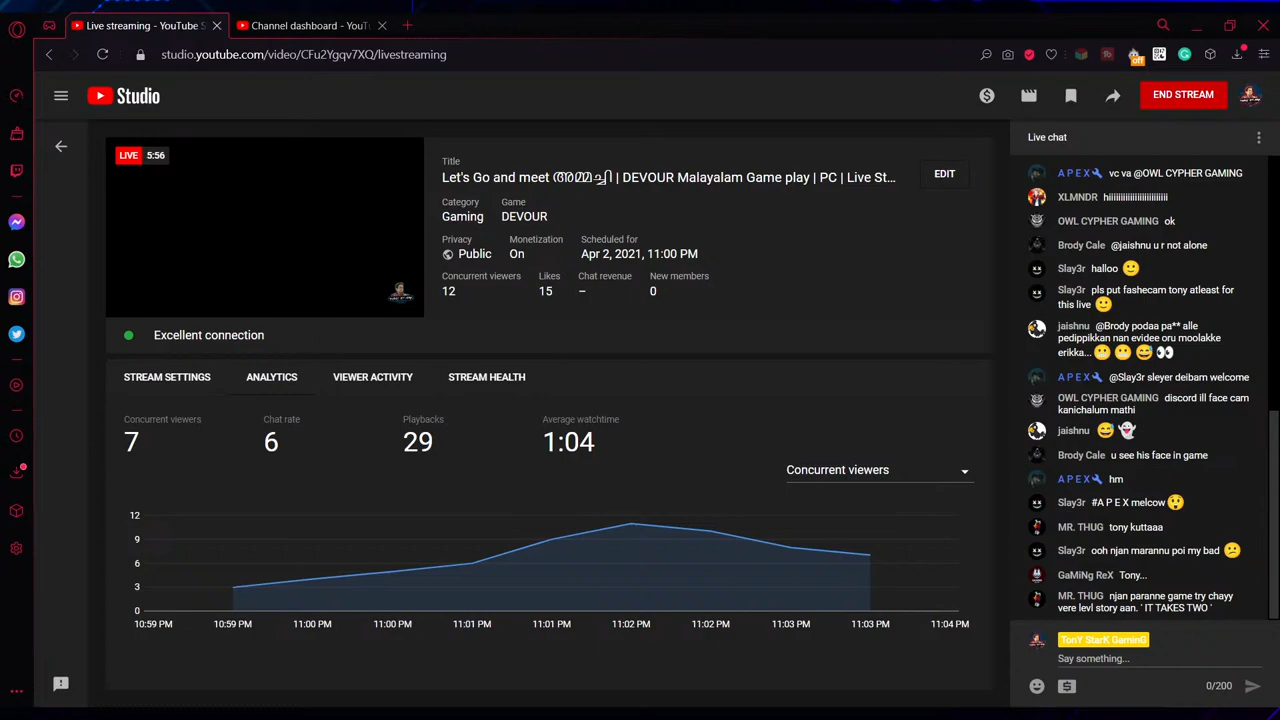 Live streaming - YouTube S
Channel dashboard - YouT
studio.youtube.com/video/CFu2Ygqv7XQ/livestreaming
off
Studio
END STREAM
LIVE 5:56
Title
Let's Go and meet അമ്മച്ചി | DEVOUR Malayalam Game play | PC | Live St...
EDIT
Category Game
Gaming DEVOUR
Privacy Monetization Scheduled for
Public On Apr 2, 2021, 11:00 PM
Concurrent viewers Likes Chat revenue New members
12 15 – 0
Excellent connection
STREAM SETTINGS ANALYTICS VIEWER ACTIVITY STREAM HEALTH
Concurrent viewers Chat rate Playbacks Average watchtime
7 6 29 1:04
Concurrent viewers
12
9
6
3
0
10:59 PM 10:59 PM 11:00 PM 11:00 PM 11:01 PM 11:01 PM 11:02 PM 11:02 PM 11:03 PM 11:03 PM 11:04 PM
Live chat
A P E X vc va @OWL CYPHER GAMING
XLMNDR hiiiiiiiiiiiiiiiiiiiiiiiii
OWL CYPHER GAMING ok
Brody Cale @jaishnu u r not alone
Slay3r halloo 🙂
Slay3r pls put fashecam tony atleast for
this live 🙂
jaishnu @Brody podaa pa** alle
pedippikkan nan evidee oru moolakke
erikka... 😬 😬 😅 👀
A P E X @Slay3r sleyer deibam welcome
OWL CYPHER GAMING discord ill face cam
kanichalum mathi
jaishnu 😅 👻
Brody Cale u see his face in game
A P E X hm
Slay3r #A P E X melcow 😲
MR. THUG tony kuttaaa
Slay3r ooh njan marannu poi my bad 😕
GaMiNg ReX Tony...
MR. THUG njan paranne game try chayy
vere levl story aan. ' IT TAKES TWO '
TonY StarK GaminG
Say something...
0/200